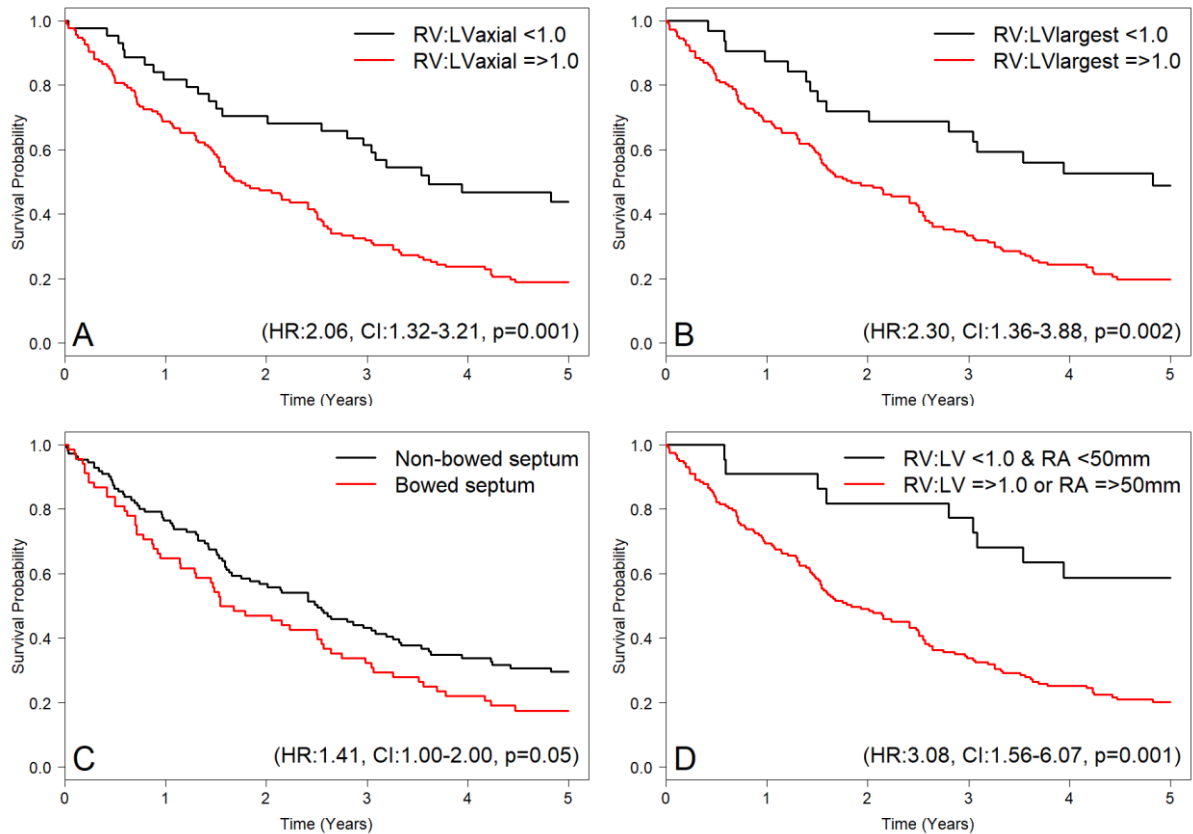 1.0
0.8
0.6
0.4
0.2
0.0
Survival Probability
RV:LVaxial <1.0
RV:LVaxial =>1.0
A
(HR:2.06, CI:1.32-3.21, p=0.001)
0 1 2 3 4 5
Time (Years)
1.0
0.8
0.6
0.4
0.2
0.0
Survival Probability
RV:LVlargest <1.0
RV:LVlargest =>1.0
B
(HR:2.30, CI:1.36-3.88, p=0.002)
0 1 2 3 4 5
Time (Years)
1.0
0.8
0.6
0.4
0.2
0.0
Survival Probability
Non-bowed septum
Bowed septum
C
(HR:1.41, CI:1.00-2.00, p=0.05)
0 1 2 3 4 5
Time (Years)
1.0
0.8
0.6
0.4
0.2
0.0
Survival Probability
RV:LV <1.0 & RA <50mm
RV:LV =>1.0 or RA =>50mm
D
(HR:3.08, CI:1.56-6.07, p=0.001)
0 1 2 3 4 5
Time (Years)